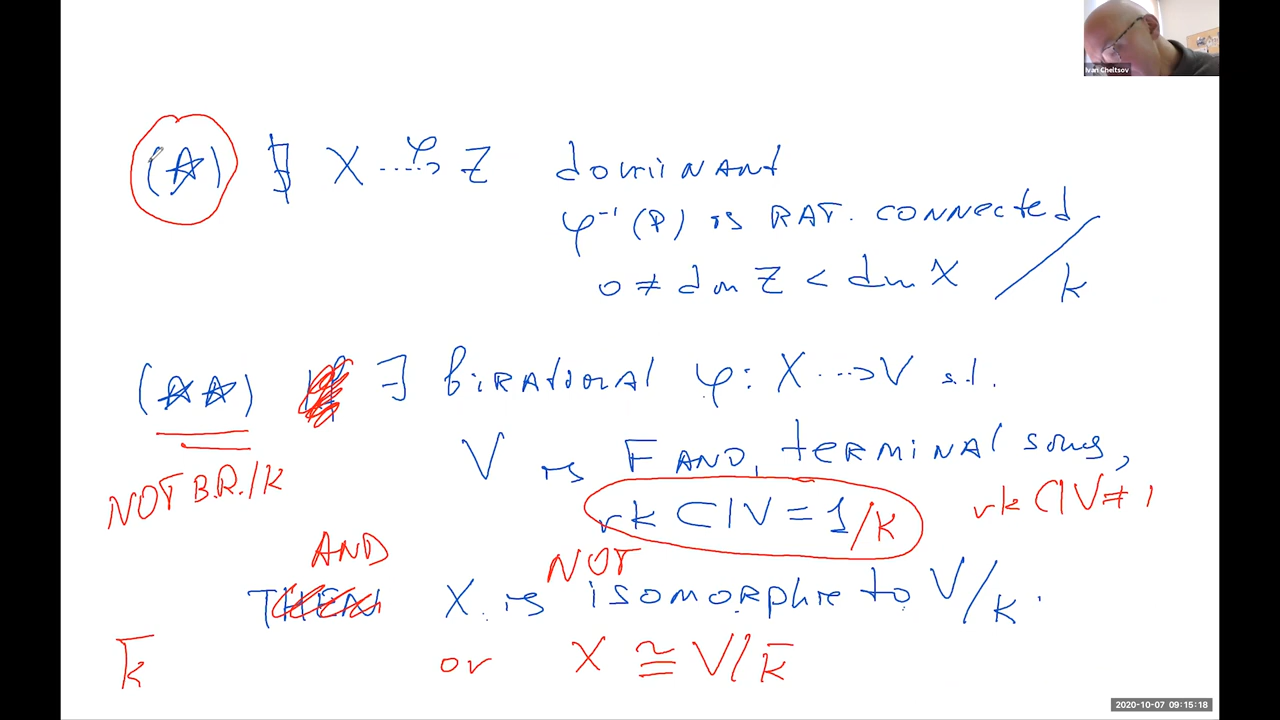 Ivan Cheltsov
(☆) ∄ X ⇢ Z dominant
φ
φ⁻¹(P) is RAT. connected
0 ≠ dim Z < dim X / k
(☆☆) ∃ birational φ: X ⇢ V s.t.
V is FANO, terminal sing,
NOT B.R./K
rk Cl V = 1/K
rk Cl V ≠ 1
AND NOT
THEN X is isomorphic to V/K.
k̄ or X ≅ V/k̄
2020-10-07 09:15:18